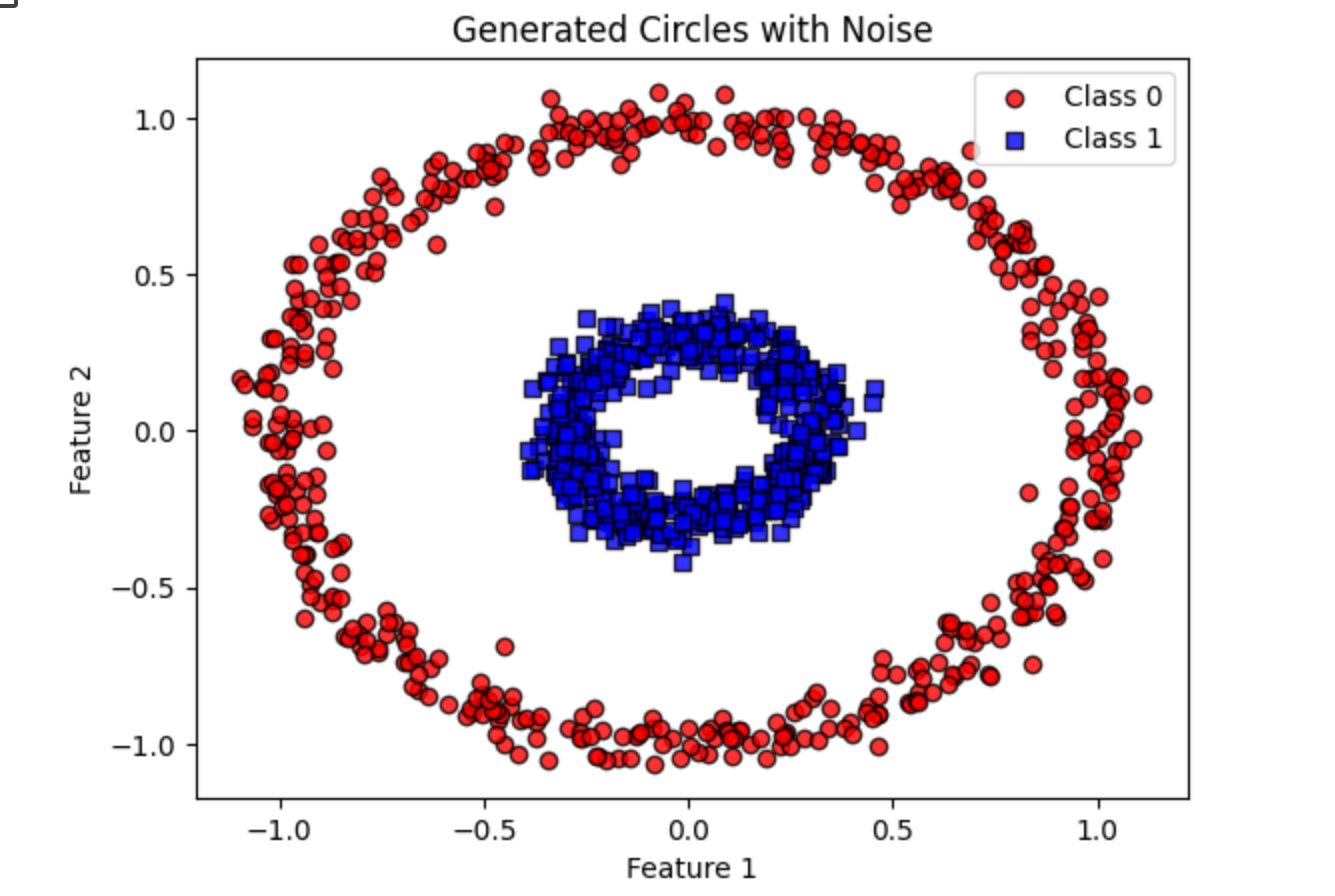 Generated Circles with Noise
Class 0
Class 1
1.0
0.5
0.0
−0.5
−1.0
Feature 2
−1.0 −0.5 0.0 0.5 1.0
Feature 1